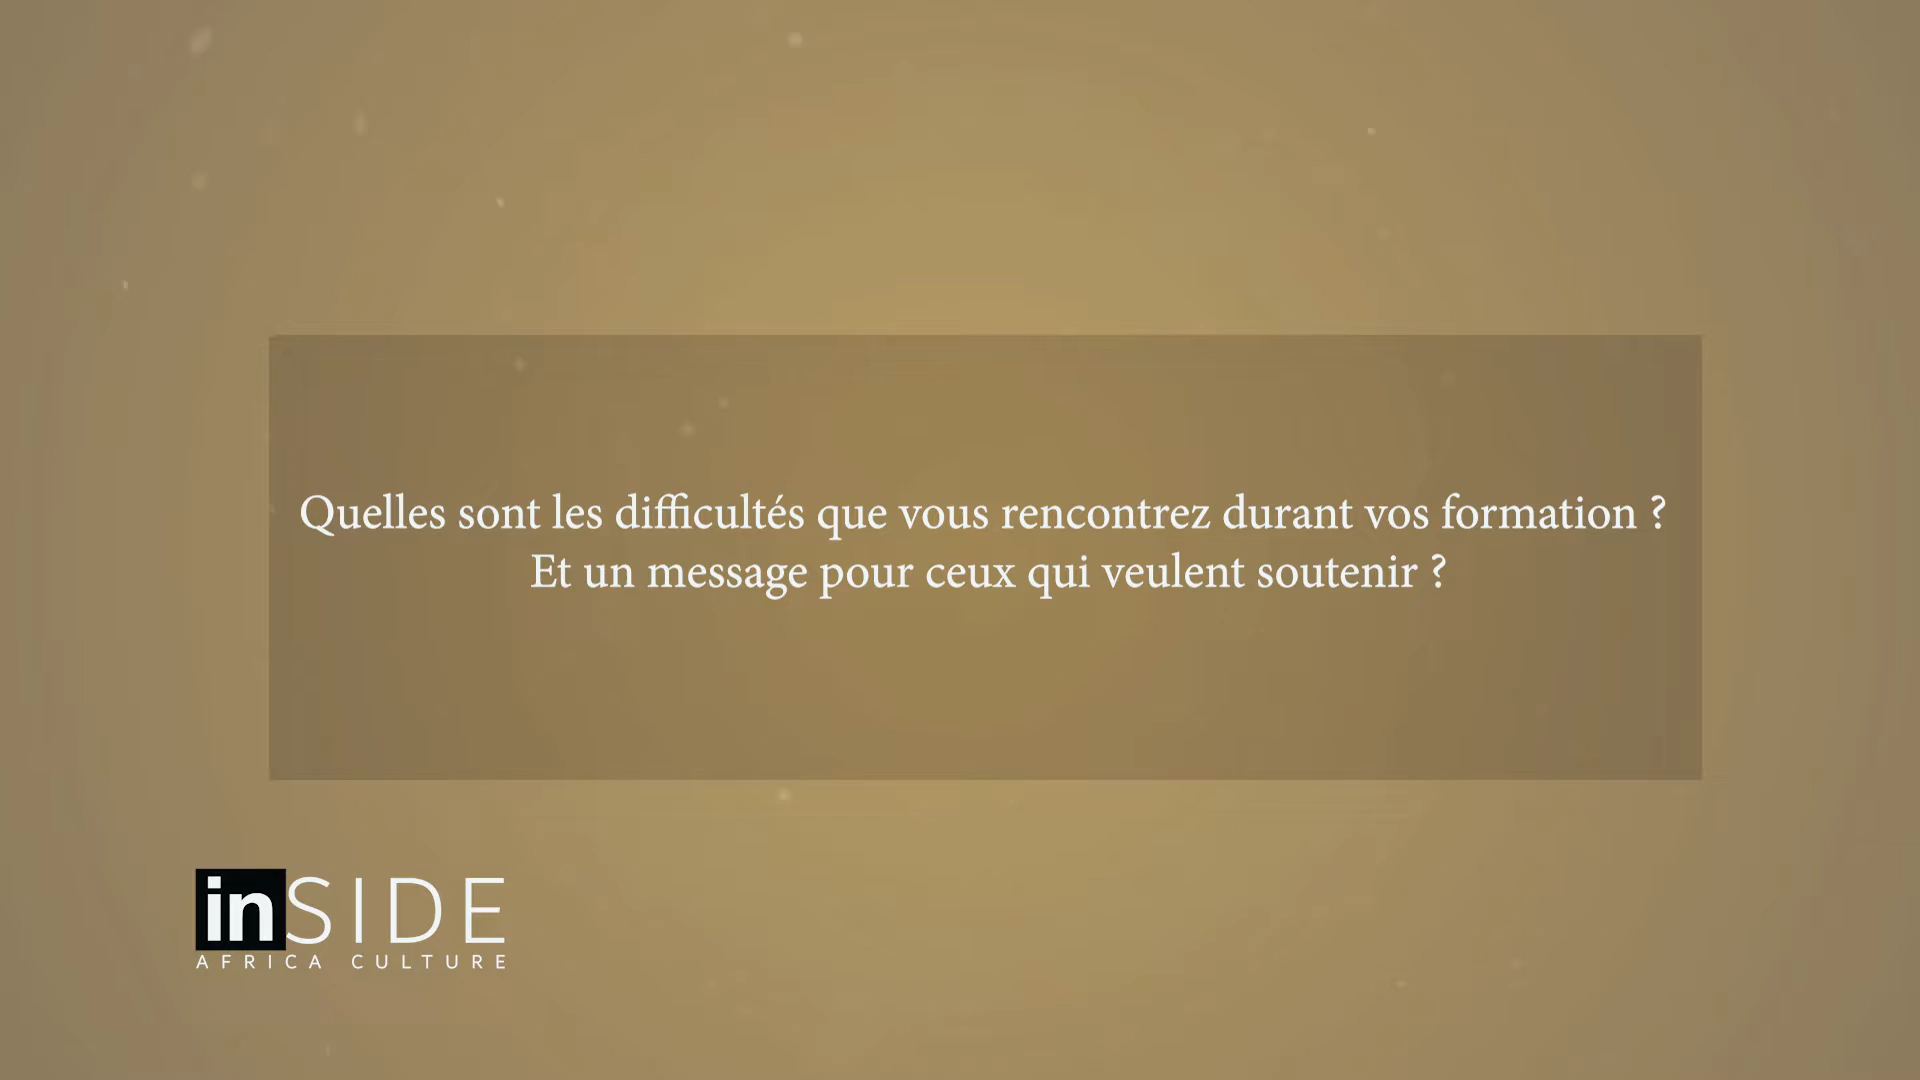 Quelles sont les difficultés que vous rencontrez durant vos formation ?
Et un message pour ceux qui veulent soutenir ?
inSIDE
AFRICA CULTURE